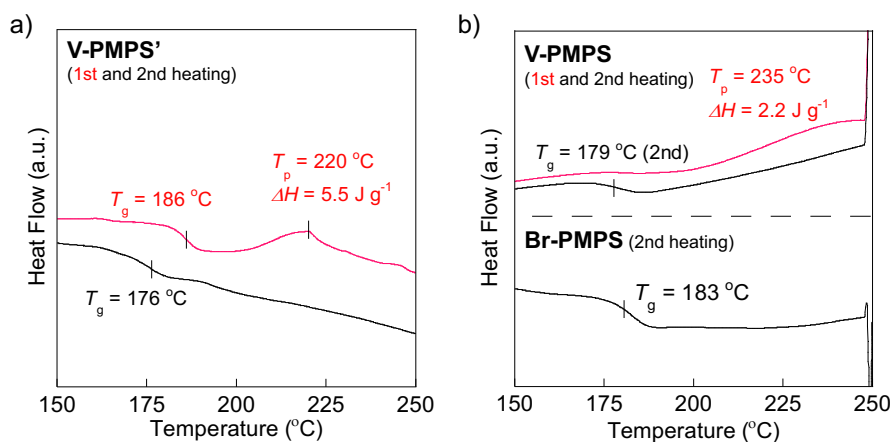 a)
V-PMPS’
(1st and 2nd heating)
Tp = 220 °C
ΔH = 5.5 J g-1
Tg = 186 °C
Tg = 176 °C
Heat Flow (a.u.)
150 175 200 225 250
Temperature (°C)
b)
V-PMPS
(1st and 2nd heating)
Tp = 235 °C
ΔH = 2.2 J g-1
Tg = 179 °C (2nd)
Br-PMPS (2nd heating)
Tg = 183 °C
Heat Flow (a.u.)
150 175 200 225 250
Temperature (°C)